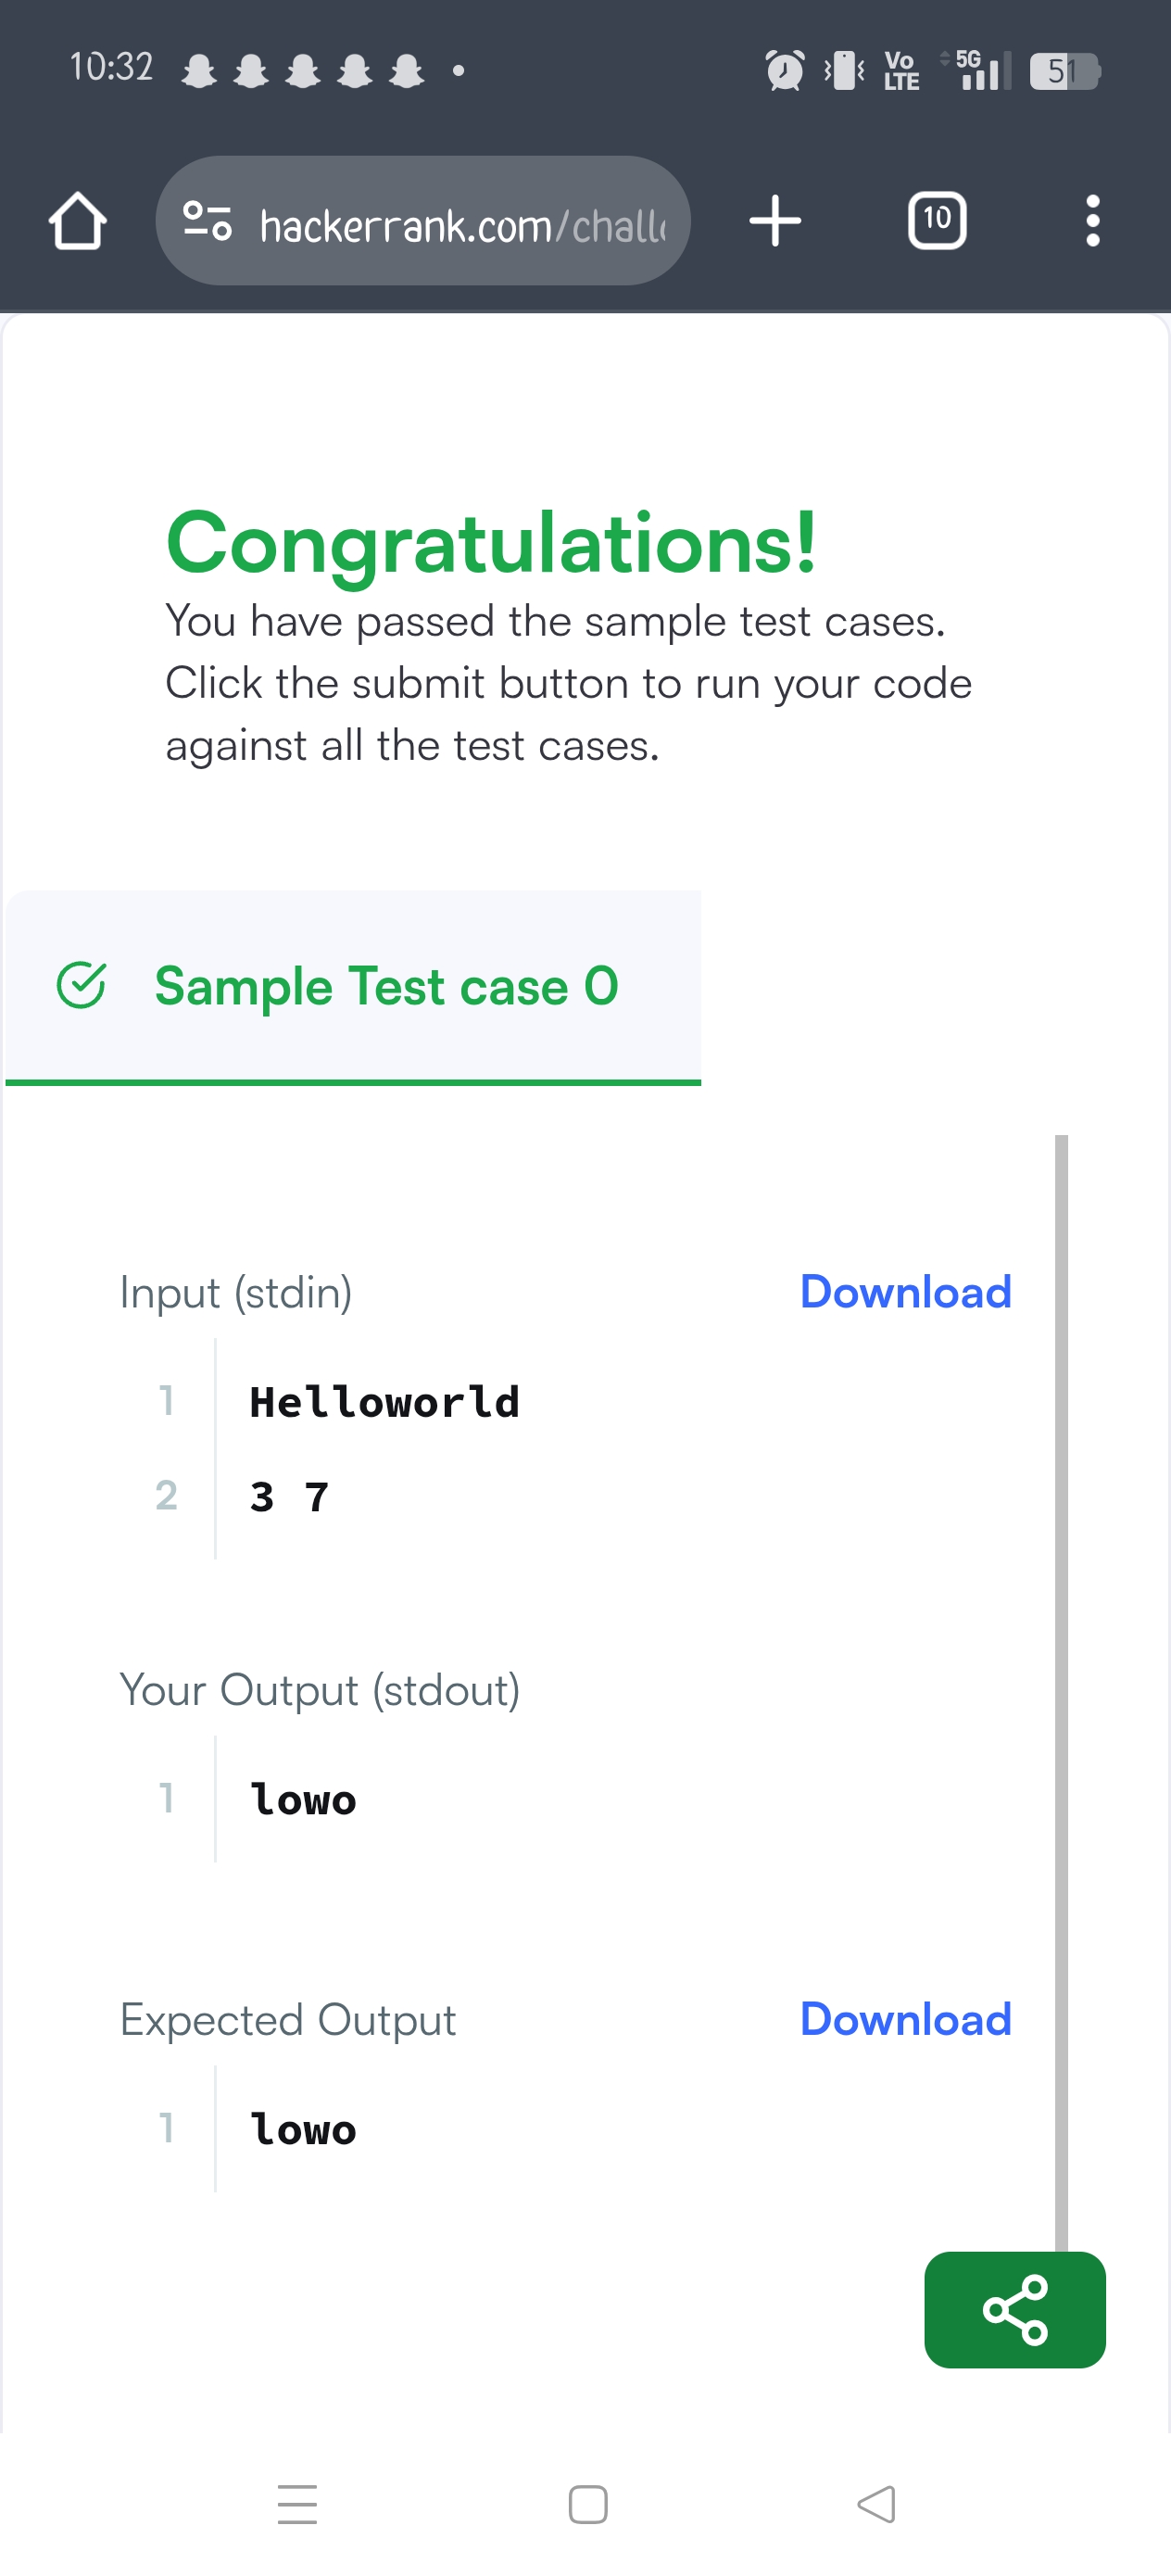 10:32
Vo LTE 5G 51
hackerrank.com/chall
10
Congratulations!
You have passed the sample test cases.
Click the submit button to run your code
against all the test cases.
Sample Test case 0
Input (stdin) Download
1 Helloworld
2 3 7
Your Output (stdout)
1 lowo
Expected Output Download
1 lowo